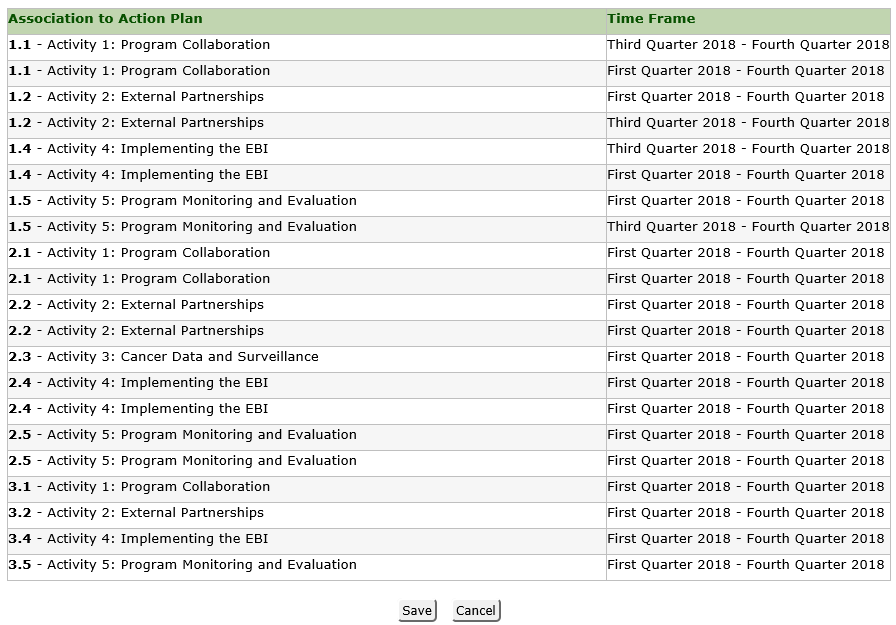 Association to Action Plan Time Frame
1.1 - Activity 1: Program Collaboration Third Quarter 2018 - Fourth Quarter 2018
1.1 - Activity 1: Program Collaboration First Quarter 2018 - Fourth Quarter 2018
1.2 - Activity 2: External Partnerships First Quarter 2018 - Fourth Quarter 2018
1.2 - Activity 2: External Partnerships Third Quarter 2018 - Fourth Quarter 2018
1.4 - Activity 4: Implementing the EBI Third Quarter 2018 - Fourth Quarter 2018
1.4 - Activity 4: Implementing the EBI First Quarter 2018 - Fourth Quarter 2018
1.5 - Activity 5: Program Monitoring and Evaluation First Quarter 2018 - Fourth Quarter 2018
1.5 - Activity 5: Program Monitoring and Evaluation Third Quarter 2018 - Fourth Quarter 2018
2.1 - Activity 1: Program Collaboration First Quarter 2018 - Fourth Quarter 2018
2.1 - Activity 1: Program Collaboration First Quarter 2018 - Fourth Quarter 2018
2.2 - Activity 2: External Partnerships First Quarter 2018 - Fourth Quarter 2018
2.2 - Activity 2: External Partnerships First Quarter 2018 - Fourth Quarter 2018
2.3 - Activity 3: Cancer Data and Surveillance First Quarter 2018 - Fourth Quarter 2018
2.4 - Activity 4: Implementing the EBI First Quarter 2018 - Fourth Quarter 2018
2.4 - Activity 4: Implementing the EBI First Quarter 2018 - Fourth Quarter 2018
2.5 - Activity 5: Program Monitoring and Evaluation First Quarter 2018 - Fourth Quarter 2018
2.5 - Activity 5: Program Monitoring and Evaluation First Quarter 2018 - Fourth Quarter 2018
3.1 - Activity 1: Program Collaboration First Quarter 2018 - Fourth Quarter 2018
3.2 - Activity 2: External Partnerships First Quarter 2018 - Fourth Quarter 2018
3.4 - Activity 4: Implementing the EBI First Quarter 2018 - Fourth Quarter 2018
3.5 - Activity 5: Program Monitoring and Evaluation First Quarter 2018 - Fourth Quarter 2018
Save Cancel